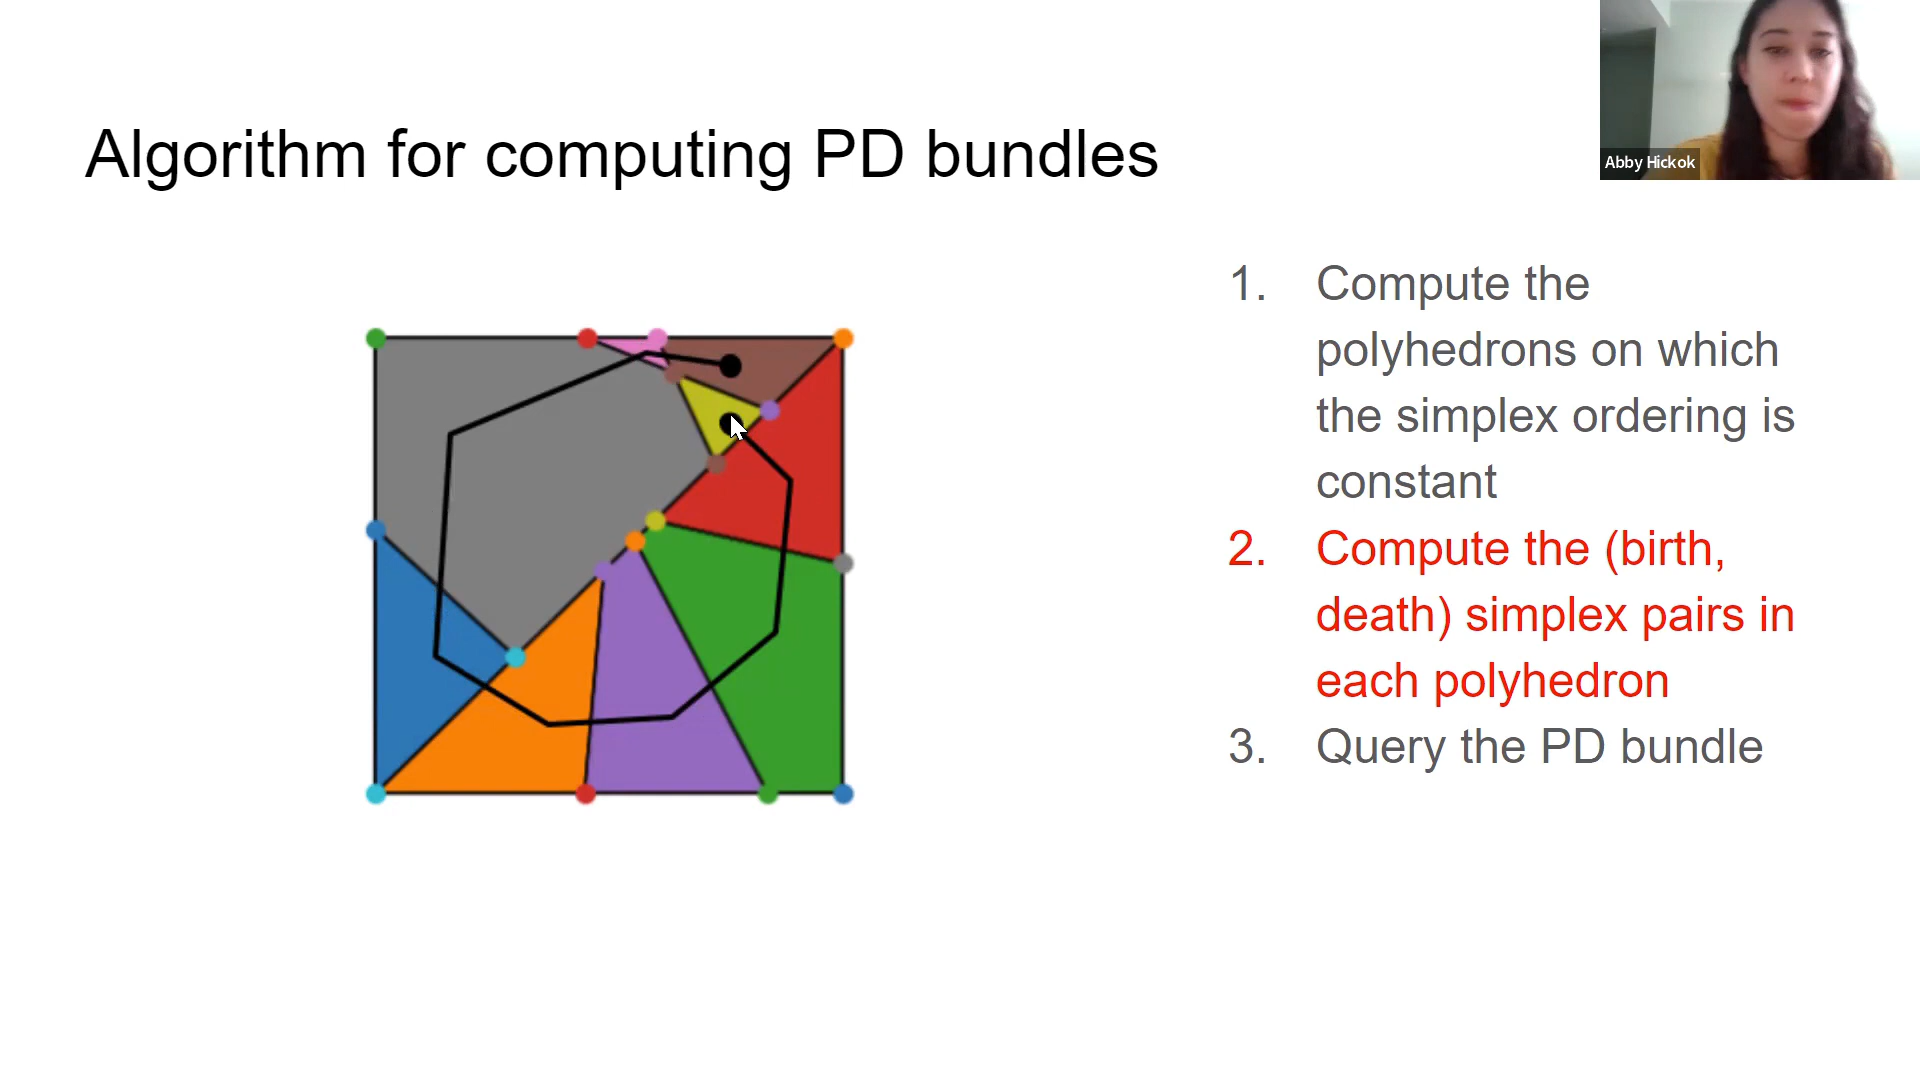 Abby Hickok
Algorithm for computing PD bundles
1. Compute the
polyhedrons on which
the simplex ordering is
constant
2. Compute the (birth,
death) simplex pairs in
each polyhedron
3. Query the PD bundle